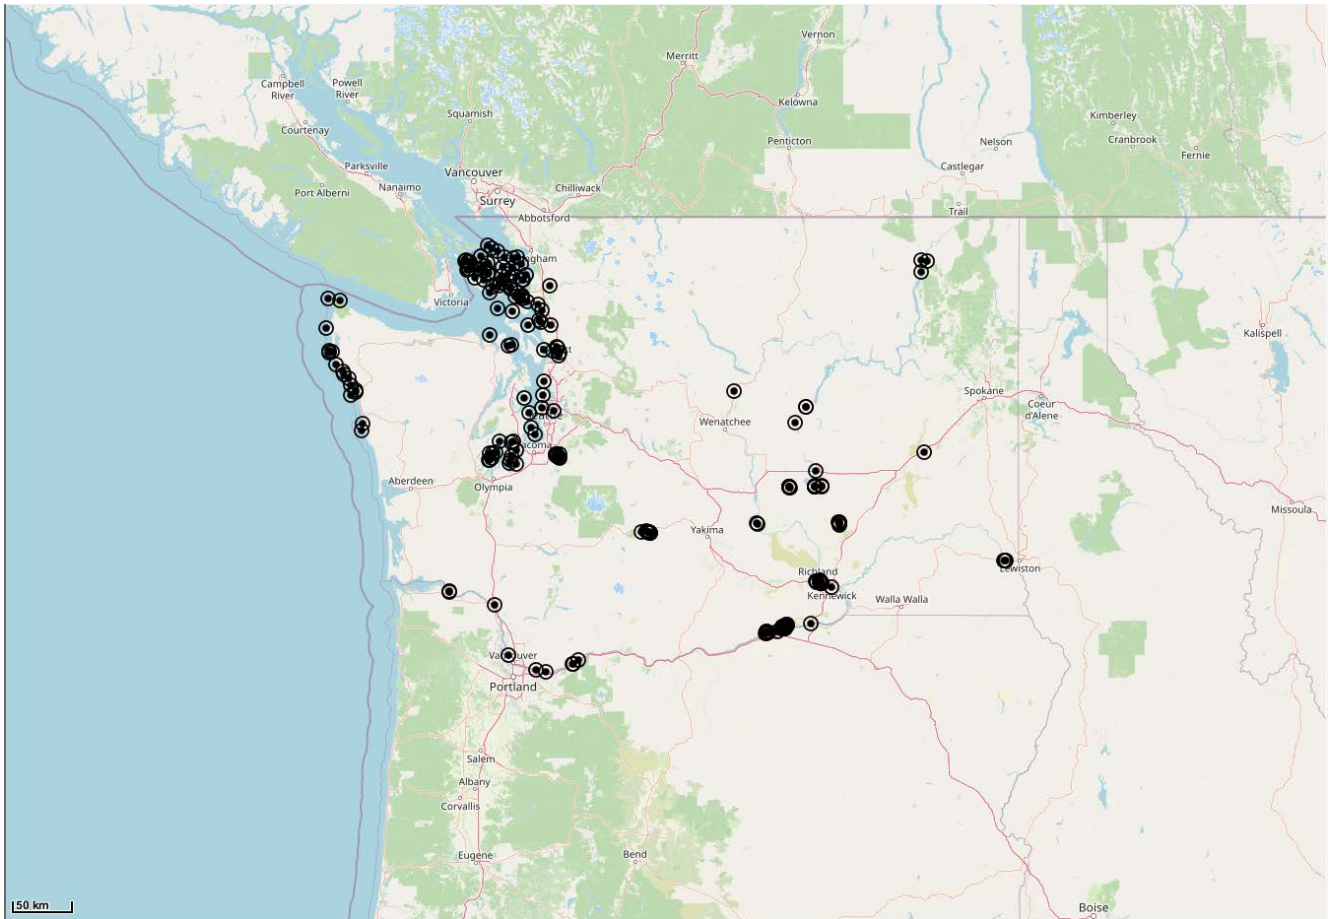 Vernon
Merritt
Campbell
River
Powell
River
Kelowna
Squamish
Kimberley
Courtenay
Penticton
Nelson
Cranbrook
Fernie
Parksville
Vancouver
Castlegar
Port Alberni
Nanaimo
Chilliwack
Surrey
Trail
Abbotsford
ngham
Victoria
Kalispell
Spokane
Coeur
d'Alene
Wenatchee
Aberdeen
Olympia
Missoula
Yakima
Lewiston
Richland
Kennewick
Walla Walla
Portland
Salem
Albany
Corvallis
Eugene
Bend
50 km
Boise